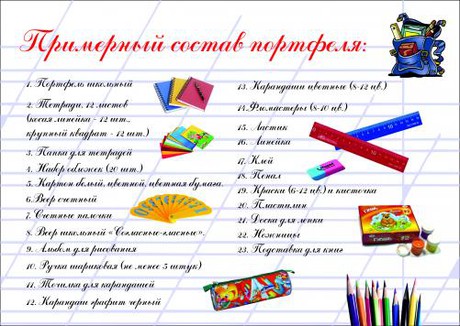 Примерный состав портфеля:
1. Портфель школьный
2. Тетради, 12 листов
(косая линейка - 12 шт.,
крупный квадрат - 12 шт.)
3. Папка для тетрадей
4. Набор обложек (20 шт.)
5. Картон белый, цветной, цветная бумага.
6. Веер счетный
7. Счетные палочки
8. Веер школьный «Согласные-гласные».
9. Альбом для рисования
10. Ручка шариковая (не менее 5 штук)
11. Точилка для карандашей
12. Карандаш графит черный
13. Карандаши цветные (8-12 цв.)
14. Фломастеры (8-10 цв.)
15. Ластик
16. Линейка
17. Клей
18. Пенал
19. Краски (6-12 цв.) и кисточка
20. Пластилин
21. Доска для лепки
22. Ножницы
23. Подставка для книг